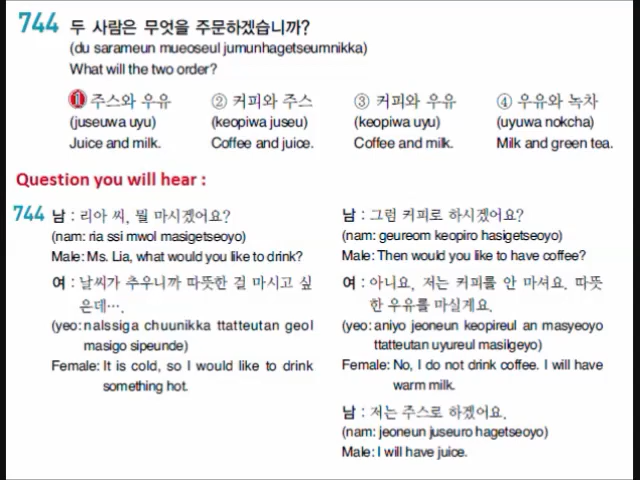 744 두 사람은 무엇을 주문하겠습니까?
(du sarameun mueoseul jumunhagetseumnikka)
What will the two order?
① 주스와 우유
(juseuwa uyu)
Juice and milk.
② 커피와 주스
(keopiwa juseu)
Coffee and juice.
③ 커피와 우유
(keopiwa uyu)
Coffee and milk.
④ 우유와 녹차
(uyuwa nokcha)
Milk and green tea.
Question you will hear :
744 남 : 리아 씨, 뭘 마시겠어요?
(nam: ria ssi mwol masigetseoyo)
Male: Ms. Lia, what would you like to drink?
여 : 날씨가 추우니까 따뜻한 걸 마시고 싶
은데….
(yeo: nalssiga chuunikka ttatteutan geol
masigo sipeunde)
Female: It is cold, so I would like to drink
something hot.
남 : 그럼 커피로 하시겠어요?
(nam: geureom keopiro hasigetseoyo)
Male: Then would you like to have coffee?
여 : 아니요, 저는 커피를 안 마셔요. 따뜻
한 우유를 마실게요.
(yeo: aniyo jeoneun keopireul an masyeoyo
ttatteutan uyureul masilgeyo)
Female: No, I do not drink coffee. I will have
warm milk.
남 : 저는 주스로 하겠어요.
(nam: jeoneun juseuro hagetseoyo)
Male: I will have juice.